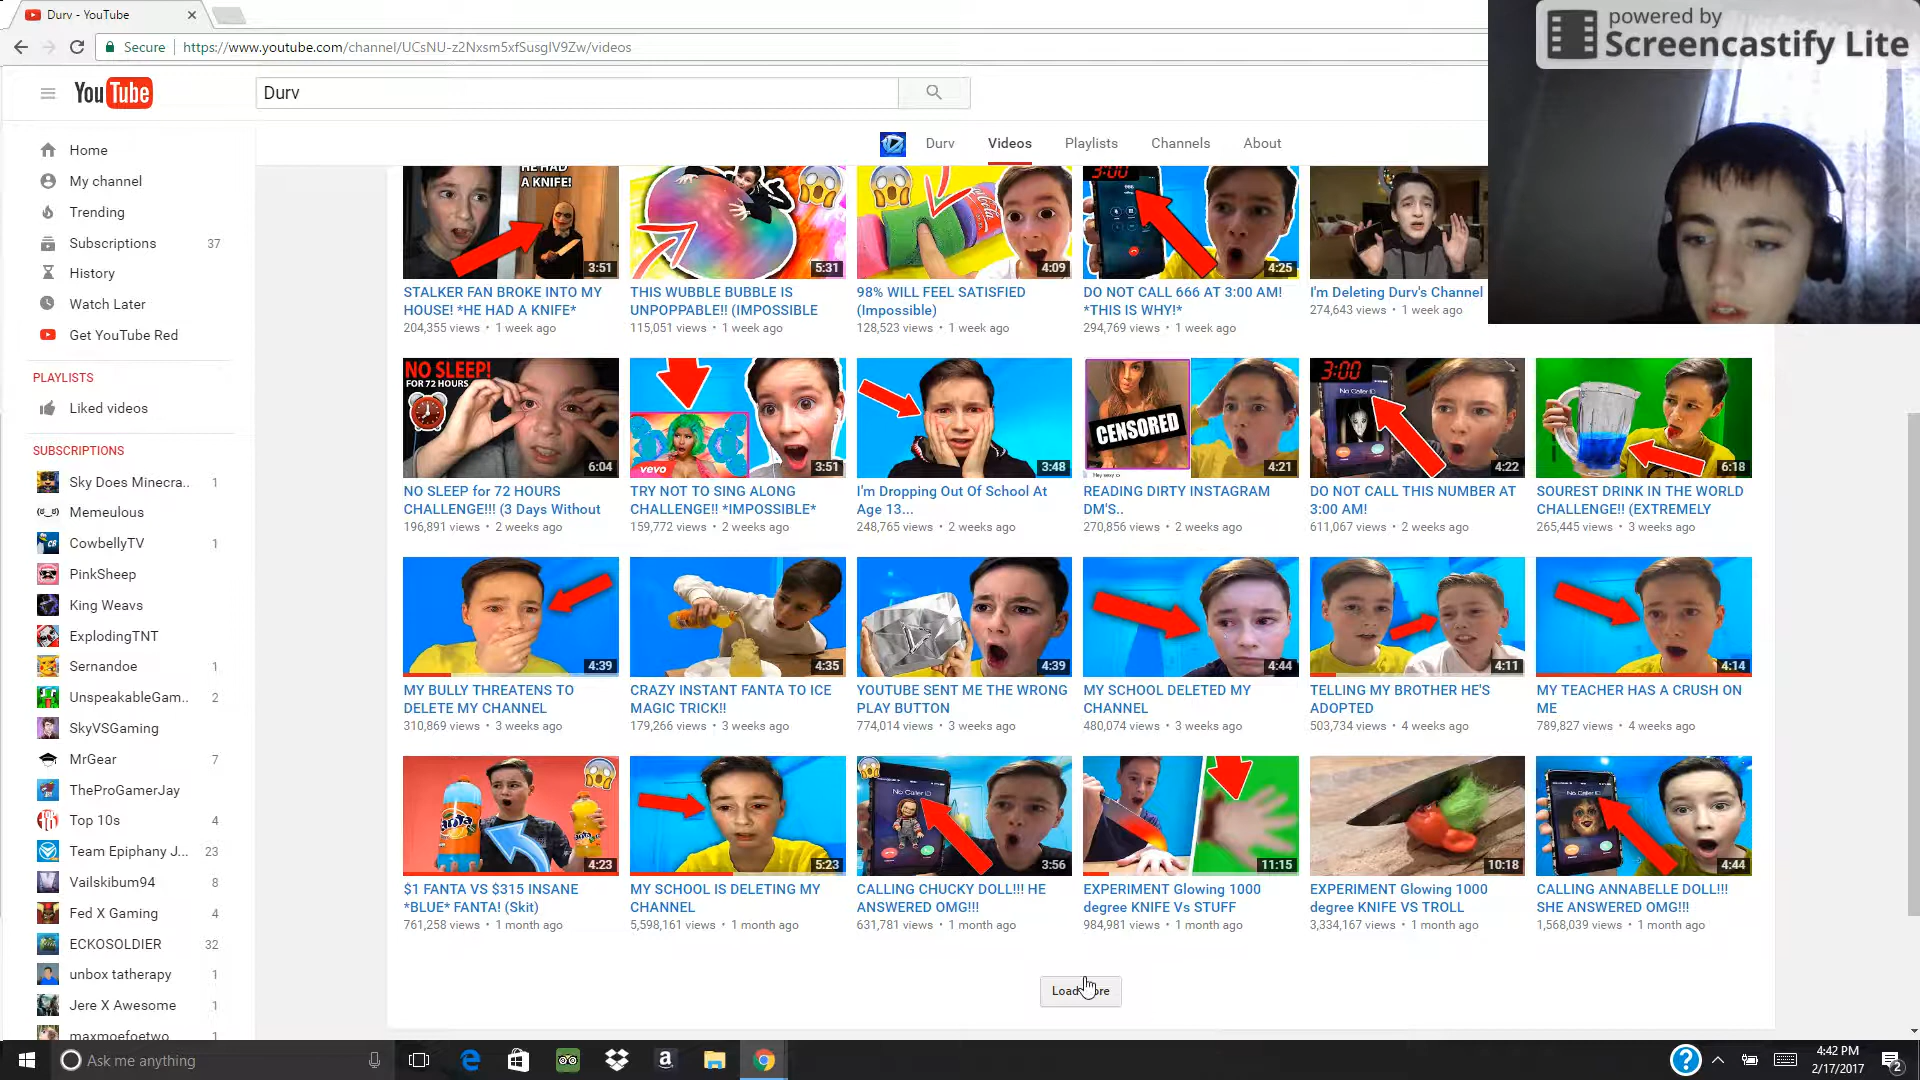 Durv - YouTube
powered by
Screencastify Lite
Secure
https://www.youtube.com/channel/UCsNU-z2Nxsm5xfSusglV9Zw/videos
YouTube
Durv
Home
My channel
Trending
Subscriptions 37
History
Watch Later
Get YouTube Red
PLAYLISTS
Liked videos
SUBSCRIPTIONS
Sky Does Minecra.. 1
Memeulous
CowbellyTV 1
PinkSheep
King Weavs
ExplodingTNT
Sernandoe 1
UnspeakableGam.. 2
SkyVSGaming
MrGear 7
TheProGamerJay
Top 10s 4
Team Epiphany J... 23
Vailskibum94 8
Fed X Gaming 4
ECKOSOLDIER 32
unbox tatherapy 1
Jere X Awesome 1
maxmoefoetwo 1
Durv Videos Playlists Channels About
HE HAD
A KNIFE!
3:51
5:31
4:09
3:00
666
4:25
STALKER FAN BROKE INTO MY
HOUSE! *HE HAD A KNIFE*
204,355 views • 1 week ago
THIS WUBBLE BUBBLE IS
UNPOPPABLE!! (IMPOSSIBLE
115,051 views • 1 week ago
98% WILL FEEL SATISFIED
(Impossible)
128,523 views • 1 week ago
DO NOT CALL 666 AT 3:00 AM!
*THIS IS WHY!*
294,769 views • 1 week ago
I'm Deleting Durv's Channel
274,643 views • 1 week ago
NO SLEEP!
FOR 72 HOURS
6:04
vevo
3:51
3:48
CENSORED
4:21
3:00
No Caller ID
4:22
6:18
NO SLEEP for 72 HOURS
CHALLENGE!!! (3 Days Without
196,891 views • 2 weeks ago
TRY NOT TO SING ALONG
CHALLENGE!! *IMPOSSIBLE*
159,772 views • 2 weeks ago
I'm Dropping Out Of School At
Age 13...
248,765 views • 2 weeks ago
READING DIRTY INSTAGRAM
DM'S..
270,856 views • 2 weeks ago
DO NOT CALL THIS NUMBER AT
3:00 AM!
611,067 views • 2 weeks ago
SOUREST DRINK IN THE WORLD
CHALLENGE!! (EXTREMELY
265,445 views • 3 weeks ago
4:39
4:35
4:39
4:44
4:11
4:14
MY BULLY THREATENS TO
DELETE MY CHANNEL
310,869 views • 3 weeks ago
CRAZY INSTANT FANTA TO ICE
MAGIC TRICK!!
179,266 views • 3 weeks ago
YOUTUBE SENT ME THE WRONG
PLAY BUTTON
774,014 views • 3 weeks ago
MY SCHOOL DELETED MY
CHANNEL
480,074 views • 3 weeks ago
TELLING MY BROTHER HE'S
ADOPTED
503,734 views • 4 weeks ago
MY TEACHER HAS A CRUSH ON
ME
789,827 views • 4 weeks ago
4:23
5:23
No Caller ID
3:56
11:15
10:18
No Caller ID
4:44
$1 FANTA VS $315 INSANE
*BLUE* FANTA! (Skit)
761,258 views • 1 month ago
MY SCHOOL IS DELETING MY
CHANNEL
5,598,161 views • 1 month ago
CALLING CHUCKY DOLL!!! HE
ANSWERED OMG!!!
631,781 views • 1 month ago
EXPERIMENT Glowing 1000
degree KNIFE Vs STUFF
984,981 views • 1 month ago
EXPERIMENT Glowing 1000
degree KNIFE VS TROLL
3,334,167 views • 1 month ago
CALLING ANNABELLE DOLL!!!
SHE ANSWERED OMG!!!
1,568,039 views • 1 month ago
Load more
Ask me anything
4:42 PM
2/17/2017
2